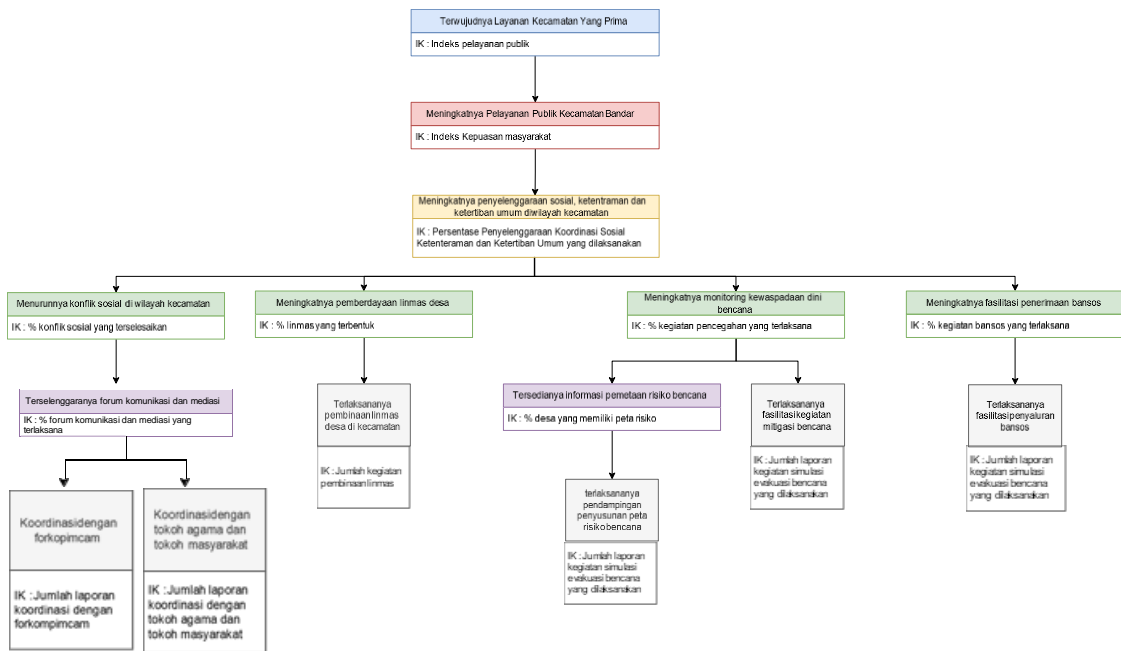 Terwujudnya Layanan Kecamatan Yang Prima
IK : Indeks pelayanan publik
Meningkatnya Pelayanan Publik Kecamatan Bandar
IK : Indeks Kepuasan masyarakat
Meningkatnya penyelenggaraan sosial, ketentraman dan
ketertiban umum diwilayah kecamatan
IK : Persentase Penyelenggaraan Koordinasi Sosial
Ketenteraman dan Ketertiban Umum yang dilaksanakan
Menurunnya konflik sosial di wilayah kecamatan
IK : % konflik sosial yang terselesaikan
Meningkatnya pemberdayaan linmas desa
IK : % linmas yang terbentuk
Meningkatnya monitoring kewaspadaan dini
bencana
IK : % kegiatan pencegahan yang terlaksana
Meningkatnya fasilitasi penerimaan bansos
IK : % kegiatan bansos yang terlaksana
Terselenggaranya forum komunikasi dan mediasi
IK : % forum komunikasi dan mediasi yang
terlaksana
Terlaksananya
pembinaan linmas
desa di kecamatan
IK : Jumlah kegiatan
pembinaan linmas
Tersedianya informasi pemetaan risiko bencana
IK : % desa yang memiliki peta risiko
Terlaksananya
fasilitasi kegiatan
mitigasi bencana
IK : Jumlah laporan
kegiatan simulasi
evakuasi bencana
yang dilaksanakan
Terlaksananya
fasilitasi penyaluran
bansos
IK : Jumlah laporan
kegiatan simulasi
evakuasi bencana
yang dilaksanakan
Koordinasi dengan
forkopimcam
IK : Jumlah laporan
koordinasi dengan
forkompimcam
Koordinasi dengan
tokoh agama dan
tokoh masyarakat
IK : Jumlah laporan
koordinasi dengan
tokoh agama dan
tokoh masyarakat
terlaksananya
pendampingan
penyusunan peta
risiko bencana
IK : Jumlah laporan
kegiatan simulasi
evakuasi bencana
yang dilaksanakan